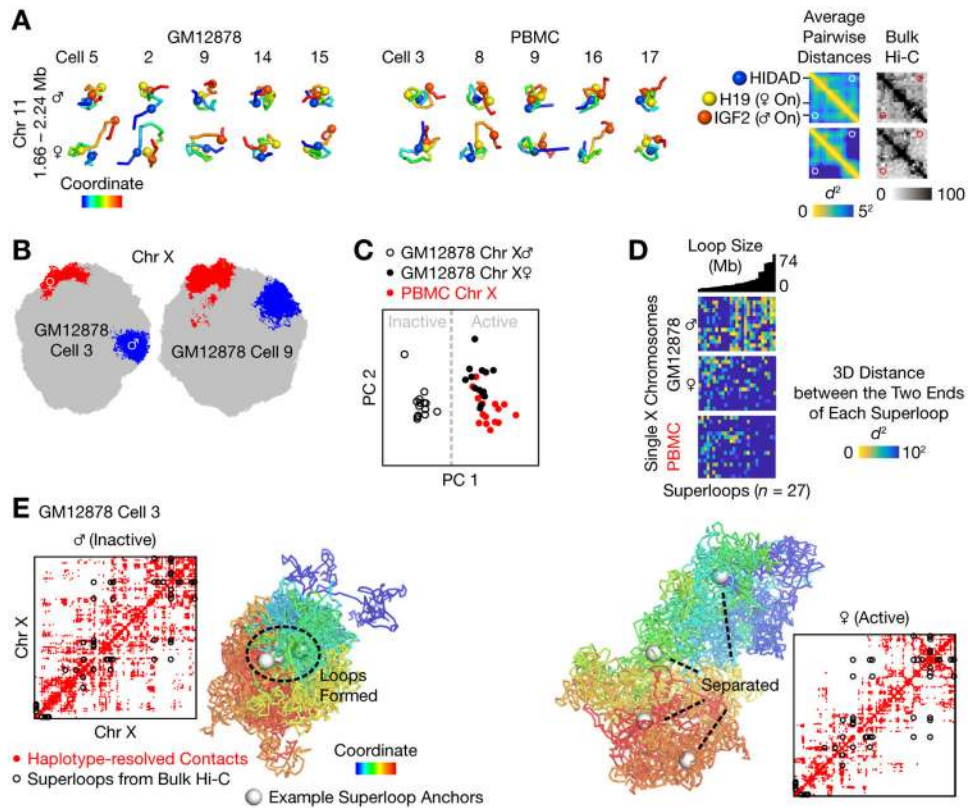 A
GM12878
Cell 5 2 9 14 15
PBMC
Cell 3 8 9 16 17
Chr 11
1.66 – 2.24 Mb
♂
♀
Coordinate
Average
Pairwise
Distances
Bulk
Hi-C
HIDAD
H19 (♀ On)
IGF2 (♂ On)
d²
0 5²
0 100
B
Chr X
♀
GM12878
Cell 3
♂
GM12878 Cell 9
C
GM12878 Chr X♂
GM12878 Chr X♀
PBMC Chr X
Inactive Active
PC 2
PC 1
D
Loop Size
(Mb)
74
0
Single X Chromosomes
GM12878
♂
♀
PBMC
Superloops (n = 27)
3D Distance
between the Two Ends
of Each Superloop
d²
0 10²
E
GM12878 Cell 3
♂ (Inactive)
Chr X
Chr X
Haplotype-resolved Contacts
Superloops from Bulk Hi-C
Loops
Formed
Coordinate
Example Superloop Anchors
Separated
♀ (Active)